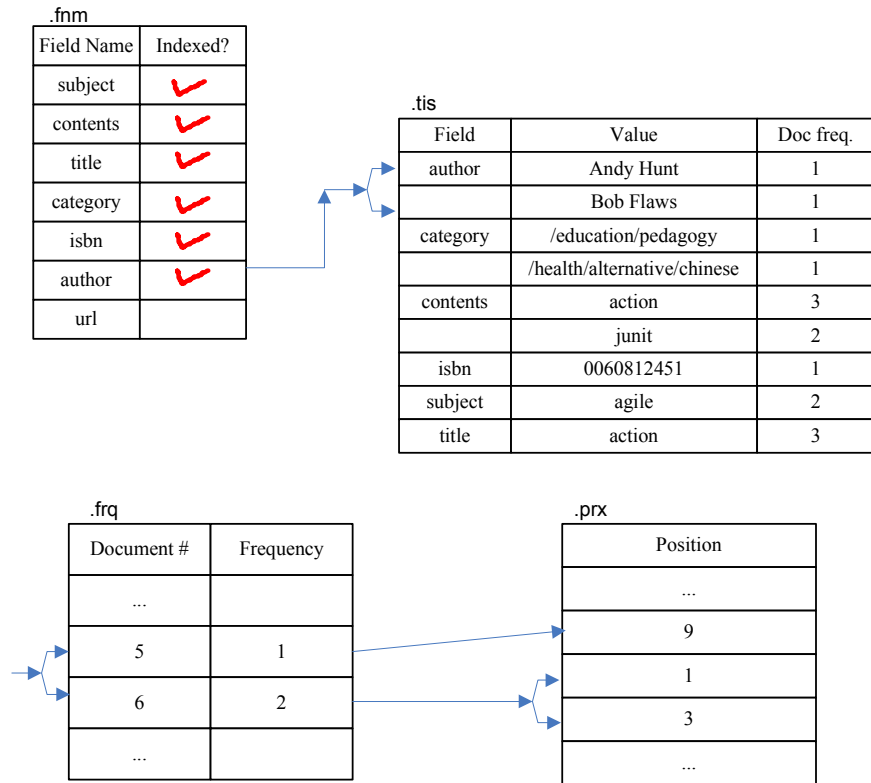 .fnm
Field Name Indexed?
subject
contents
title
category
isbn
author
url
.tis
Field Value Doc freq.
author Andy Hunt 1
Bob Flaws 1
category /education/pedagogy 1
/health/alternative/chinese 1
contents action 3
junit 2
isbn 0060812451 1
subject agile 2
title action 3
.frq
Document # Frequency
...
5 1
6 2
...
.prx
Position
...
9
1
3
...